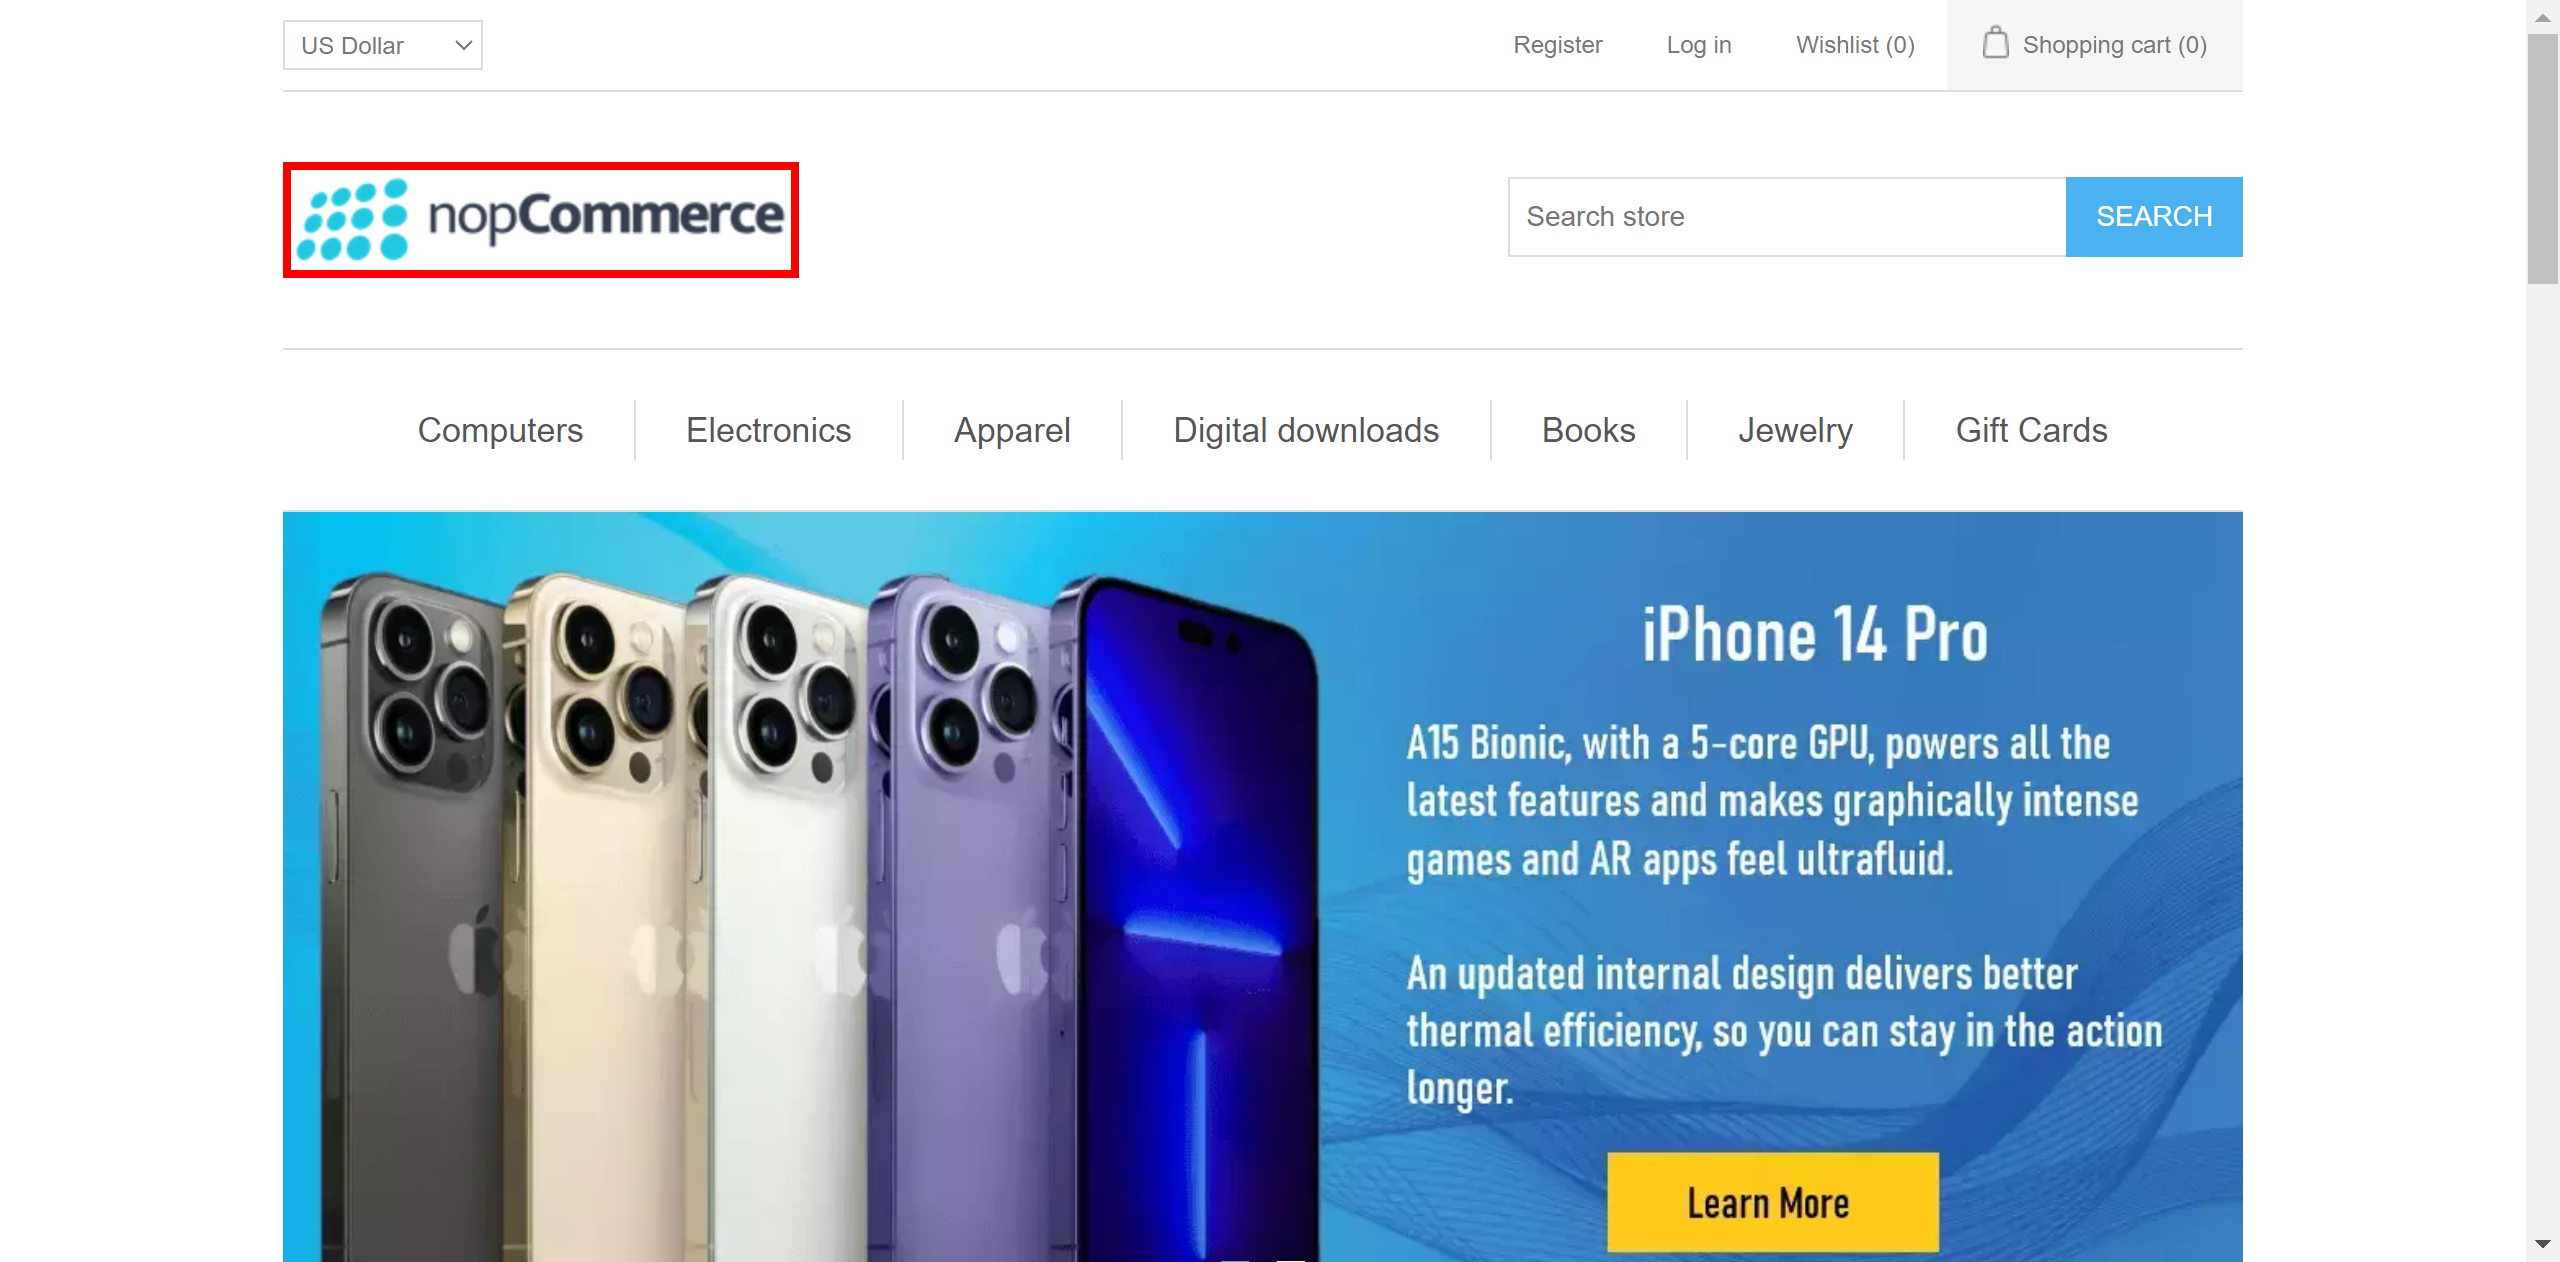 US Dollar
Register
Log in
Wishlist (0)
Shopping cart (0)
nopCommerce
Search store
SEARCH
Computers
Electronics
Apparel
Digital downloads
Books
Jewelry
Gift Cards
iPhone 14 Pro
A15 Bionic, with a 5-core GPU, powers all the
latest features and makes graphically intense
games and AR apps feel ultrafluid.
An updated internal design delivers better
thermal efficiency, so you can stay in the action
longer.
Learn More